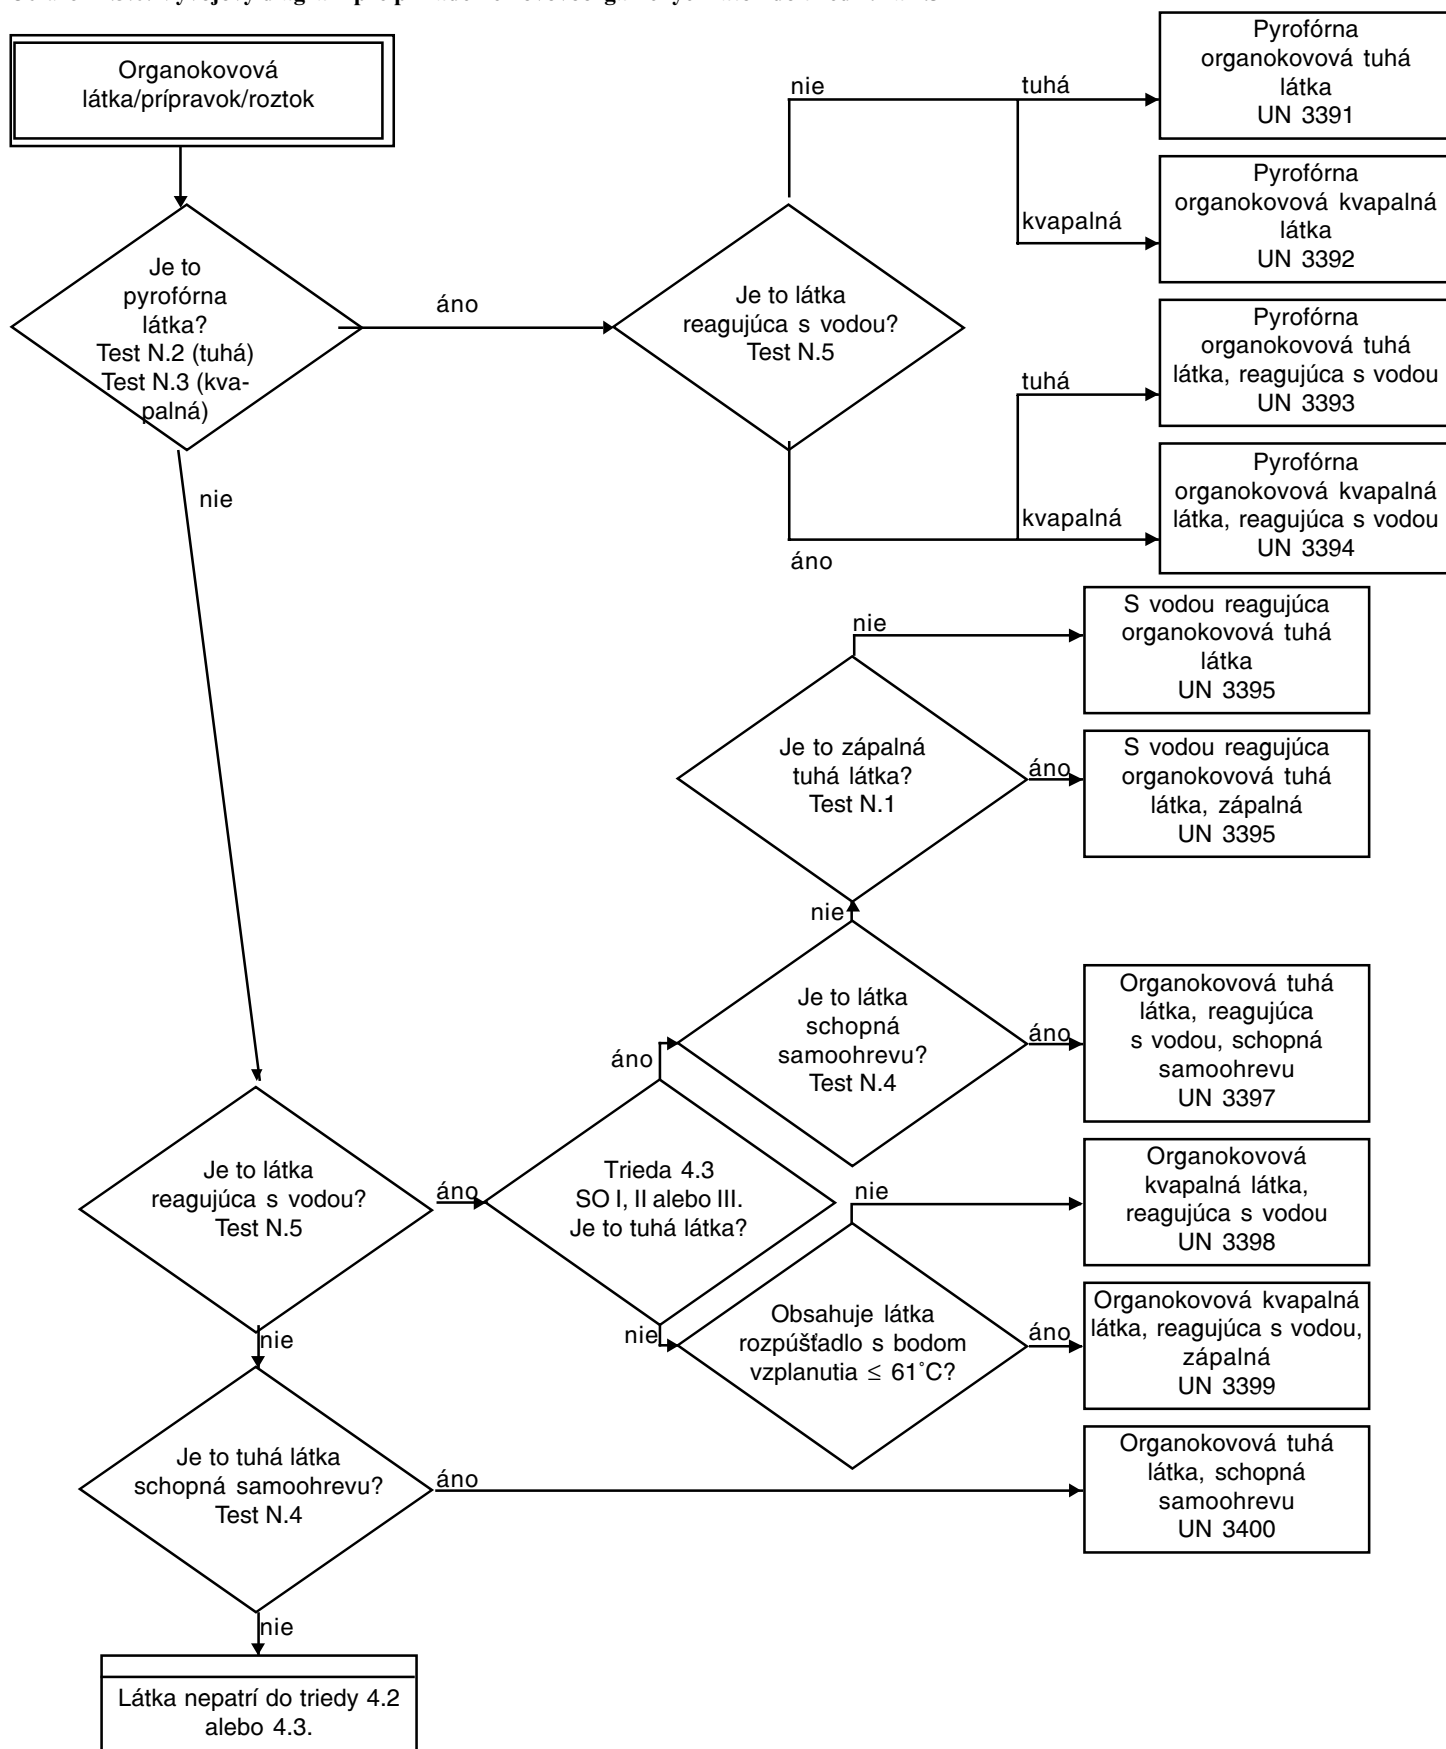 Organokovová
látka/prípravok/roztok
nie
tuhá
Pyrofórna
organokovová tuhá
látka
UN 3391
kvapalná
Pyrofórna
organokovová kvapalná
látka
UN 3392
Je to
pyrofórna
látka?
Test N.2 (tuhá)
Test N.3 (kva-
palná)
áno
Je to látka
reagujúca s vodou?
Test N.5
tuhá
Pyrofórna
organokovová tuhá
látka, reagujúca s vodou
UN 3393
kvapalná
áno
Pyrofórna
organokovová kvapalná
látka, reagujúca s vodou
UN 3394
nie
nie
S vodou reagujúca
organokovová tuhá
látka
UN 3395
Je to zápalná
tuhá látka?
Test N.1
áno
S vodou reagujúca
organokovová tuhá
látka, zápalná
UN 3395
nie
Je to látka
schopná
samoohrevu?
Test N.4
áno
Organokovová tuhá
látka, reagujúca
s vodou, schopná
samoohrevu
UN 3397
áno
Je to látka
reagujúca s vodou?
Test N.5
áno
Trieda 4.3
SO I, II alebo III.
Je to tuhá látka?
nie
Organokovová
kvapalná látka,
reagujúca s vodou
UN 3398
nie
nie
Obsahuje látka
rozpúšťadlo s bodom
vzplanutia ≤ 61°C?
áno
Organokovová kvapalná
látka, reagujúca s vodou,
zápalná
UN 3399
Je to tuhá látka
schopná samoohrevu?
Test N.4
áno
Organokovová tuhá
látka, schopná
samoohrevu
UN 3400
nie
Látka nepatrí do triedy 4.2
alebo 4.3.